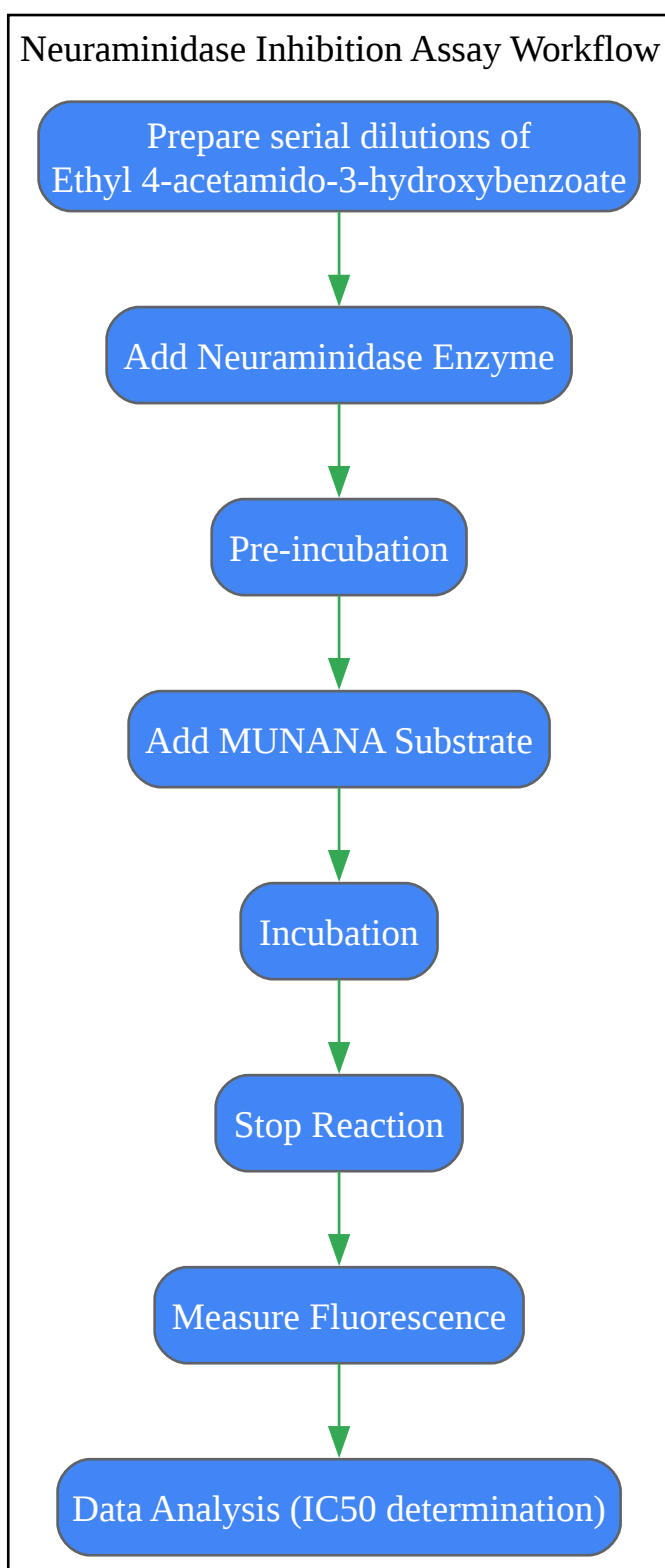 Neuraminidase Inhibition Assay Workflow
Prepare serial dilutions of
Ethyl 4-acetamido-3-hydroxybenzoate
Add Neuraminidase Enzyme
Pre-incubation
Add MUNANA Substrate
Incubation
Stop Reaction
Measure Fluorescence
Data Analysis (IC50 determination)